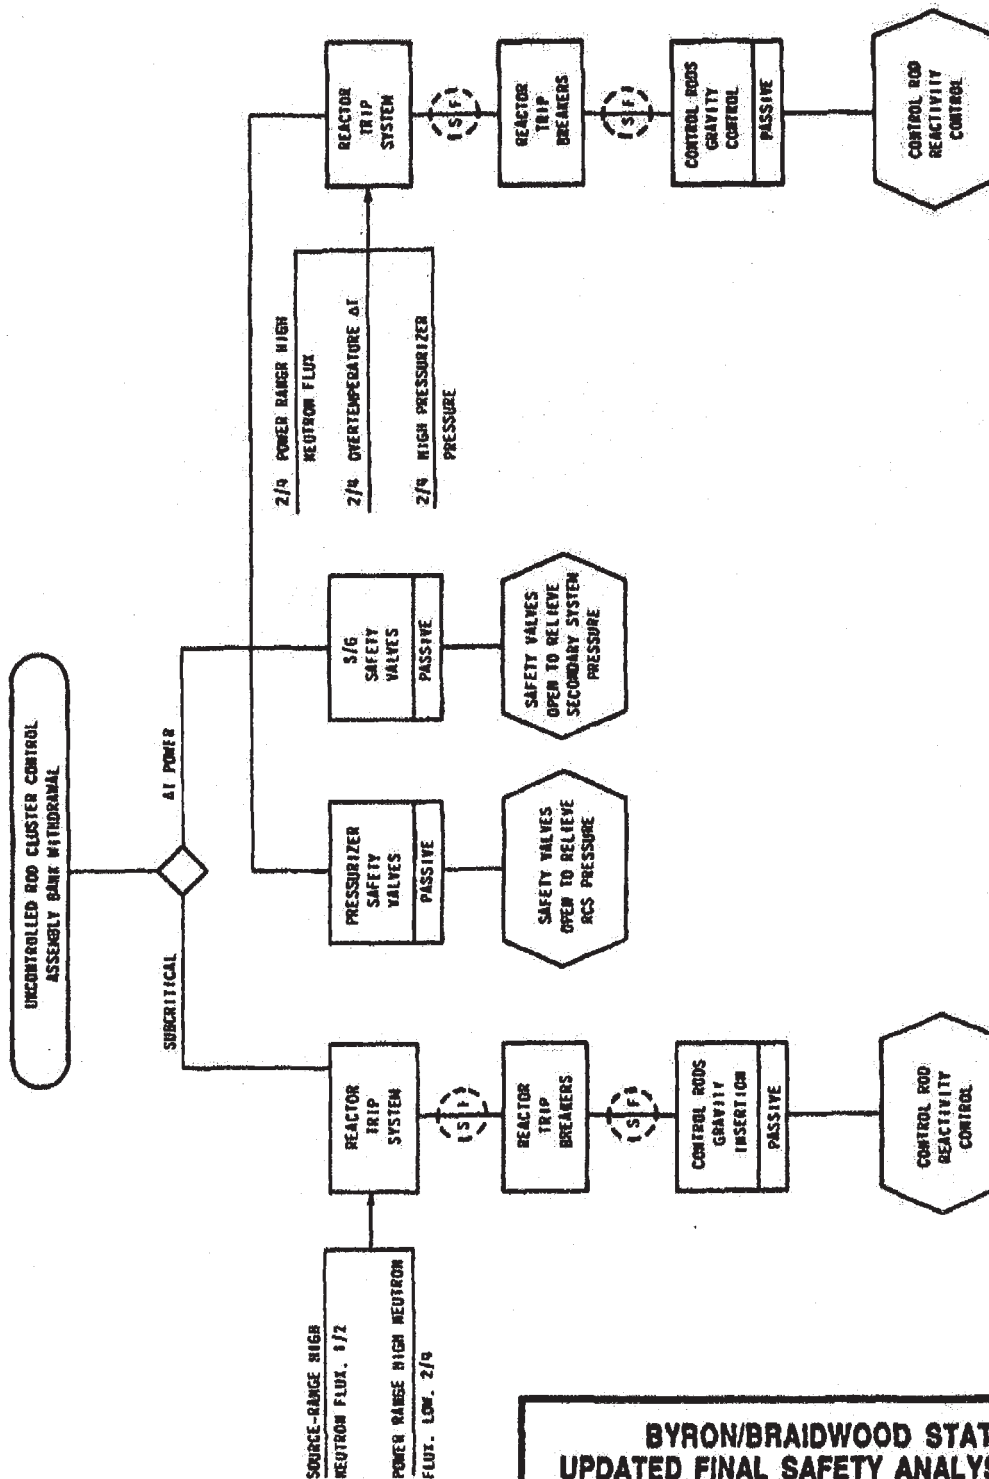 UNCONTROLLED ROD CLUSTER CONTROL
ASSEMBLY BANK WITHDRAWAL
SUBCRITICAL
AT POWER
SOURCE-RANGE HIGH
NEUTRON FLUX. 1/2
POWER RANGE HIGH NEUTRON
FLUX. LOW. 2/4
REACTOR
TRIP
SYSTEM
S F
REACTOR
TRIP
BREAKERS
S F
CONTROL RODS
GRAVITY
INSERTION
PASSIVE
CONTROL ROD
REACTIVITY
CONTROL
PRESSURIZER
SAFETY
VALVES
PASSIVE
SAFETY VALVES
OPEN TO RELIEVE
RCS PRESSURE
S/G
SAFETY
VALVES
PASSIVE
SAFETY VALVES
OPEN TO RELIEVE
SECONDARY SYSTEM
PRESSURE
2/4 POWER RANGR HIGH
NEUTRON FLUX
2/4 OVERTEMPERATURE ΔT
2/4 HIGH PRESSURIZER
PRESSURE
REACTOR
TRIP
SYSTEM
S F
REACTOR
TRIP
BREAKERS
S F
CONTROL RODS
GRAVITY
CONTROL
PASSIVE
CONTROL ROD
REACTIVITY
CONTROL
BYRON/BRAIDWOOD STAT
UPDATED FINAL SAFETY ANALYS